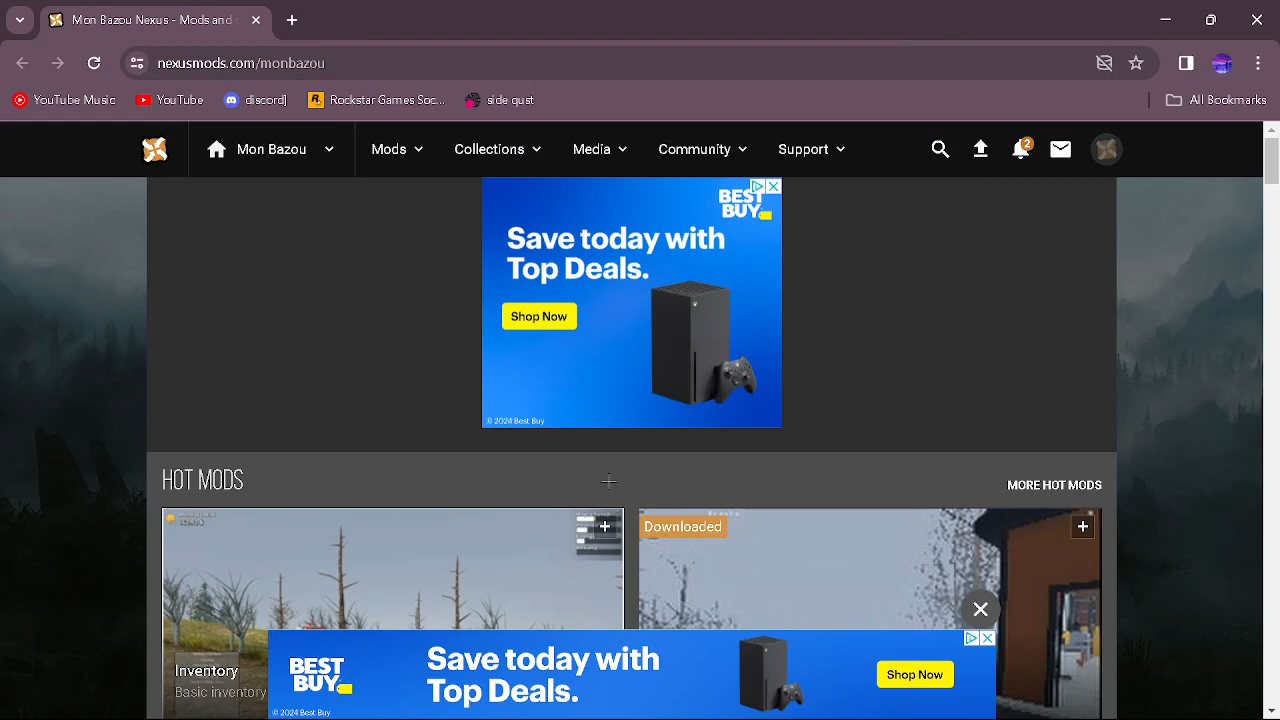 Mon Bazou Nexus - Mods and
nexusmods.com/monbazou
YouTube Music
YouTube
discord|
Rockstar Games Soc...
side qust
All Bookmarks
Mon Bazou
Mods
Collections
Media
Community
Support
2
BEST
BUY
Save today with
Top Deals.
Shop Now
© 2024 Best Buy
HOT MODS
MORE HOT MODS
Downloaded
Inventory
Basic inventory
BEST
BUY
Save today with
Top Deals.
Shop Now
© 2024 Best Buy